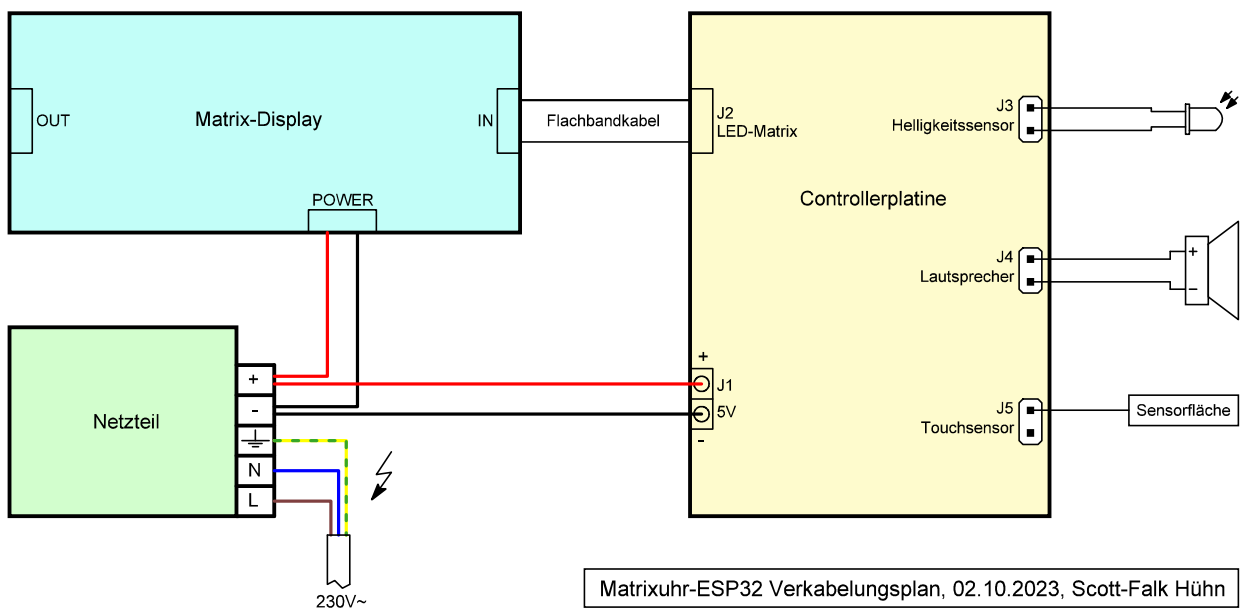 OUT
Matrix-Display
IN
Flachbandkabel
POWER
J2
LED-Matrix
J3
Helligkeitssensor
Controllerplatine
J4
Lautsprecher
+
−
+
J1
5V
-
J5
Touchsensor
Sensorfläche
Netzteil
+
-
N
L
230V~
Matrixuhr-ESP32 Verkabelungsplan, 02.10.2023, Scott-Falk Hühn